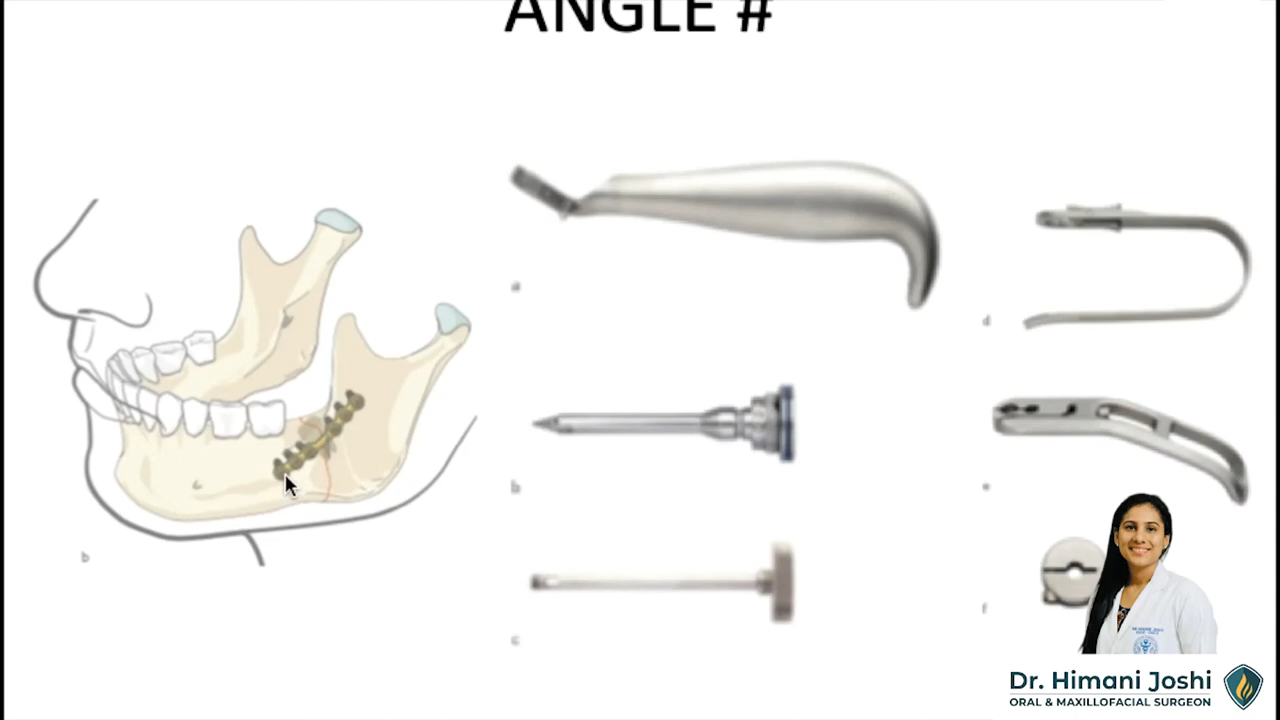 ANGLE #
a
d
b
e
c
f
b
Dr. Himani Joshi
ORAL & MAXILLOFACIAL SURGEON